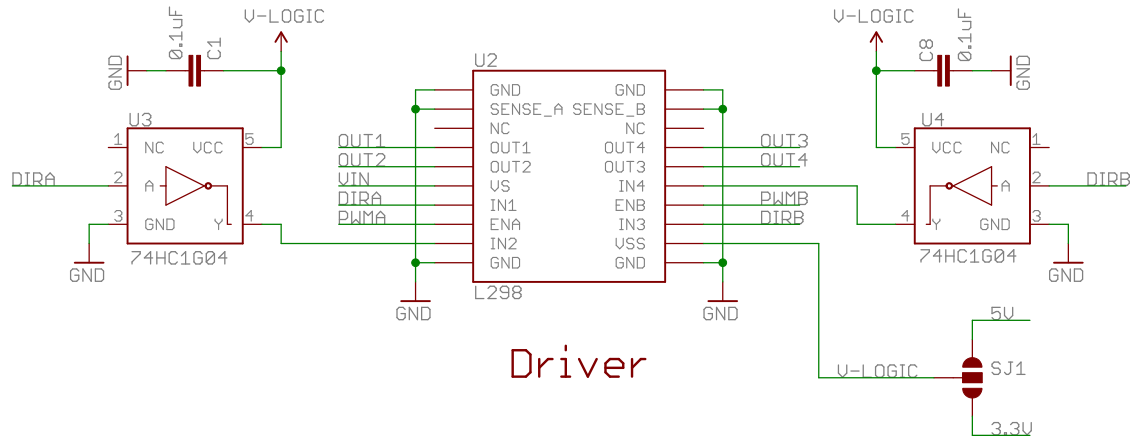 V-LOGIC
V-LOGIC
GND
0.1uF
C1
C8
0.1uF
GND
U2
GND GND
SENSE_A SENSE_B
NC NC
OUT1 OUT1 OUT4 OUT3
OUT2 OUT2 OUT3 OUT4
VIN VS IN4
DIRA IN1 ENB PWMB
PWMA ENA IN3 DIRB
IN2 VSS
GND GND
L298
GND
GND
U3
1 NC VCC 5
DIRA 2 A
3 GND Y 4
74HC1G04
GND
U4
5 VCC NC 1
A 2 DIRB
4 Y GND 3
74HC1G04
GND
Driver
5V
SJ1
V-LOGIC
3.3V